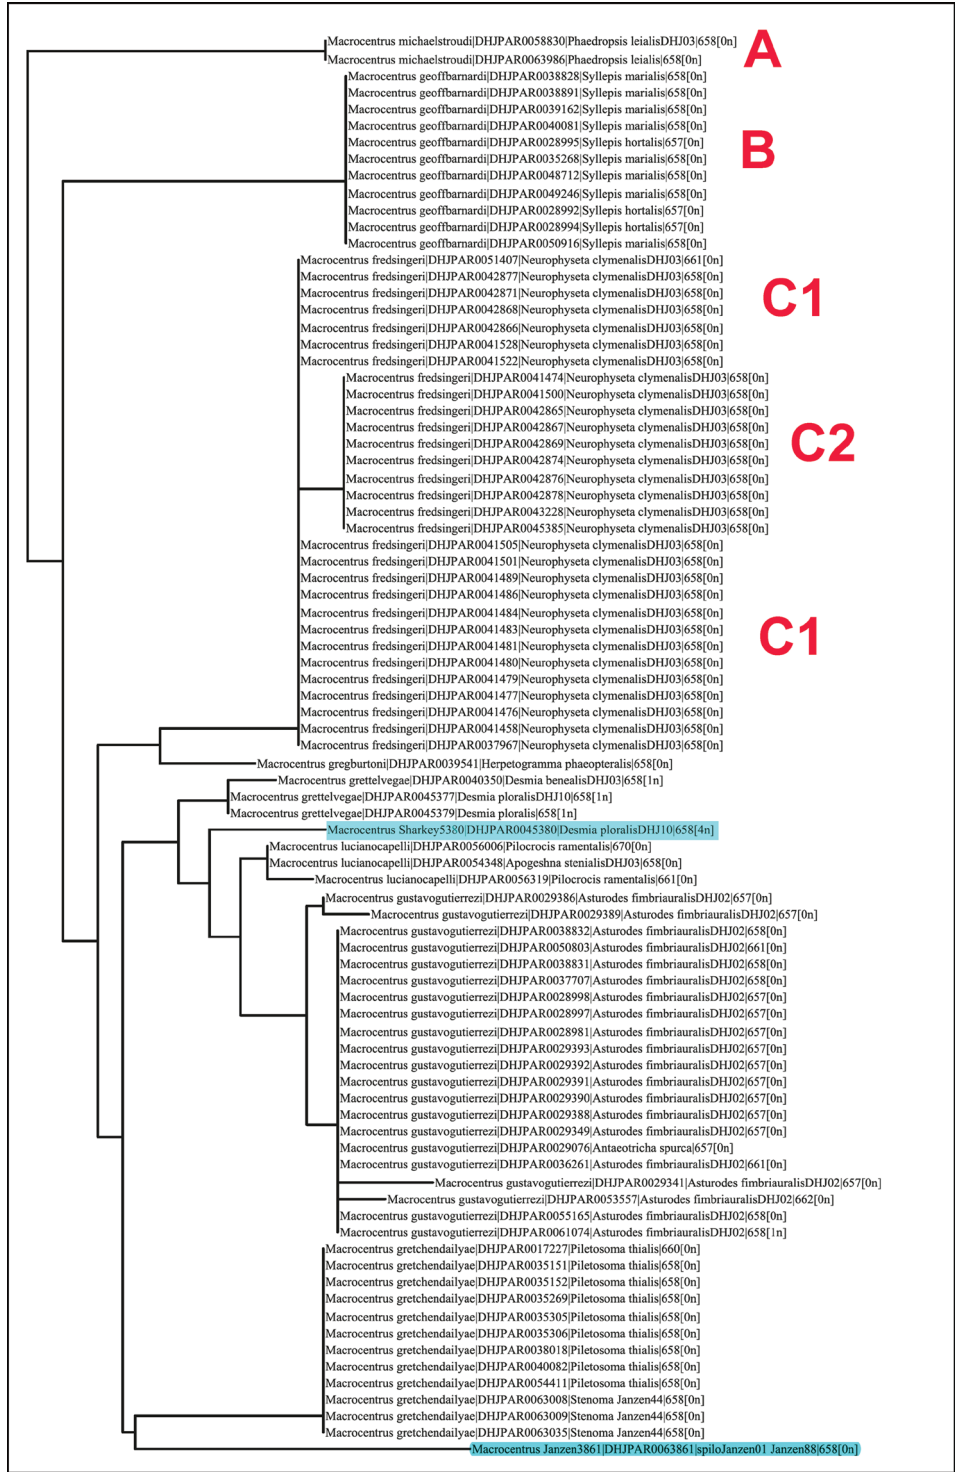 Macrocentrus michaelstroudi|DHJPAR0058830|Phaedropsis leialisDHJ03|658[0n]
A
Macrocentrus michaelstroudi|DHJPAR0063986|Phaedropsis leialis|658[0n]
Macrocentrus geoffbarnardi|DHJPAR0038828|Syllepis marialis|658[0n]
Macrocentrus geoffbarnardi|DHJPAR0038891|Syllepis marialis|658[0n]
Macrocentrus geoffbarnardi|DHJPAR0039162|Syllepis marialis|658[0n]
Macrocentrus geoffbarnardi|DHJPAR0040081|Syllepis marialis|658[0n]
Macrocentrus geoffbarnardi|DHJPAR0028995|Syllepis hortalis|657[0n]
B
Macrocentrus geoffbarnardi|DHJPAR0035268|Syllepis marialis|658[0n]
Macrocentrus geoffbarnardi|DHJPAR0048712|Syllepis marialis|658[0n]
Macrocentrus geoffbarnardi|DHJPAR0049246|Syllepis marialis|658[0n]
Macrocentrus geoffbarnardi|DHJPAR0028992|Syllepis hortalis|657[0n]
Macrocentrus geoffbarnardi|DHJPAR0028994|Syllepis hortalis|657[0n]
Macrocentrus geoffbarnardi|DHJPAR0050916|Syllepis marialis|658[0n]
Macrocentrus fredsingeri|DHJPAR0051407|Neurophyseta clymenalisDHJ03|661[0n]
Macrocentrus fredsingeri|DHJPAR0042877|Neurophyseta clymenalisDHJ03|658[0n]
Macrocentrus fredsingeri|DHJPAR0042871|Neurophyseta clymenalisDHJ03|658[0n]
C1
Macrocentrus fredsingeri|DHJPAR0042868|Neurophyseta clymenalisDHJ03|658[0n]
Macrocentrus fredsingeri|DHJPAR0042866|Neurophyseta clymenalisDHJ03|658[0n]
Macrocentrus fredsingeri|DHJPAR0041528|Neurophyseta clymenalisDHJ03|658[0n]
Macrocentrus fredsingeri|DHJPAR0041522|Neurophyseta clymenalisDHJ03|658[0n]
Macrocentrus fredsingeri|DHJPAR0041474|Neurophyseta clymenalisDHJ03|658[0n]
Macrocentrus fredsingeri|DHJPAR0041500|Neurophyseta clymenalisDHJ03|658[0n]
Macrocentrus fredsingeri|DHJPAR0042865|Neurophyseta clymenalisDHJ03|658[0n]
Macrocentrus fredsingeri|DHJPAR0042867|Neurophyseta clymenalisDHJ03|658[0n]
Macrocentrus fredsingeri|DHJPAR0042869|Neurophyseta clymenalisDHJ03|658[0n]
C2
Macrocentrus fredsingeri|DHJPAR0042874|Neurophyseta clymenalisDHJ03|658[0n]
Macrocentrus fredsingeri|DHJPAR0042876|Neurophyseta clymenalisDHJ03|658[0n]
Macrocentrus fredsingeri|DHJPAR0042878|Neurophyseta clymenalisDHJ03|658[0n]
Macrocentrus fredsingeri|DHJPAR0043228|Neurophyseta clymenalisDHJ03|658[0n]
Macrocentrus fredsingeri|DHJPAR0045385|Neurophyseta clymenalisDHJ03|658[0n]
Macrocentrus fredsingeri|DHJPAR0041505|Neurophyseta clymenalisDHJ03|658[0n]
Macrocentrus fredsingeri|DHJPAR0041501|Neurophyseta clymenalisDHJ03|658[0n]
Macrocentrus fredsingeri|DHJPAR0041489|Neurophyseta clymenalisDHJ03|658[0n]
Macrocentrus fredsingeri|DHJPAR0041486|Neurophyseta clymenalisDHJ03|658[0n]
Macrocentrus fredsingeri|DHJPAR0041484|Neurophyseta clymenalisDHJ03|658[0n]
Macrocentrus fredsingeri|DHJPAR0041483|Neurophyseta clymenalisDHJ03|658[0n]
C1
Macrocentrus fredsingeri|DHJPAR0041481|Neurophyseta clymenalisDHJ03|658[0n]
Macrocentrus fredsingeri|DHJPAR0041480|Neurophyseta clymenalisDHJ03|658[0n]
Macrocentrus fredsingeri|DHJPAR0041479|Neurophyseta clymenalisDHJ03|658[0n]
Macrocentrus fredsingeri|DHJPAR0041477|Neurophyseta clymenalisDHJ03|658[0n]
Macrocentrus fredsingeri|DHJPAR0041476|Neurophyseta clymenalisDHJ03|658[0n]
Macrocentrus fredsingeri|DHJPAR0041458|Neurophyseta clymenalisDHJ03|658[0n]
Macrocentrus fredsingeri|DHJPAR0037967|Neurophyseta clymenalisDHJ03|658[0n]
Macrocentrus gregburtoni|DHJPAR0039541|Herpetogramma phaeopteralis|658[0n]
Macrocentrus grettelvegae|DHJPAR0040350|Desmia benealisDHJ03|658[1n]
Macrocentrus grettelvegae|DHJPAR0045377|Desmia ploralisDHJ10|658[1n]
Macrocentrus grettelvegae|DHJPAR0045379|Desmia ploralis|658[1n]
Macrocentrus Sharkey5380|DHJPAR0045380|Desmia ploralisDHJ10|658[4n]
Macrocentrus lucianocapelli|DHJPAR0056006|Pilocrocis ramentalis|670[0n]
Macrocentrus lucianocapelli|DHJPAR0054348|Apogeshna stenialisDHJ03|658[0n]
Macrocentrus lucianocapelli|DHJPAR0056319|Pilocrocis ramentalis|661[0n]
Macrocentrus gustavogutierrezi|DHJPAR0029386|Asturodes fimbriauralisDHJ02|657[0n]
Macrocentrus gustavogutierrezi|DHJPAR0029389|Asturodes fimbriauralisDHJ02|657[0n]
Macrocentrus gustavogutierrezi|DHJPAR0038832|Asturodes fimbriauralisDHJ02|658[0n]
Macrocentrus gustavogutierrezi|DHJPAR0050803|Asturodes fimbriauralisDHJ02|661[0n]
Macrocentrus gustavogutierrezi|DHJPAR0038831|Asturodes fimbriauralisDHJ02|658[0n]
Macrocentrus gustavogutierrezi|DHJPAR0037707|Asturodes fimbriauralisDHJ02|658[0n]
Macrocentrus gustavogutierrezi|DHJPAR0028998|Asturodes fimbriauralisDHJ02|657[0n]
Macrocentrus gustavogutierrezi|DHJPAR0028997|Asturodes fimbriauralisDHJ02|657[0n]
Macrocentrus gustavogutierrezi|DHJPAR0028981|Asturodes fimbriauralisDHJ02|657[0n]
Macrocentrus gustavogutierrezi|DHJPAR0029393|Asturodes fimbriauralisDHJ02|657[0n]
Macrocentrus gustavogutierrezi|DHJPAR0029392|Asturodes fimbriauralisDHJ02|657[0n]
Macrocentrus gustavogutierrezi|DHJPAR0029391|Asturodes fimbriauralisDHJ02|657[0n]
Macrocentrus gustavogutierrezi|DHJPAR0029390|Asturodes fimbriauralisDHJ02|657[0n]
Macrocentrus gustavogutierrezi|DHJPAR0029388|Asturodes fimbriauralisDHJ02|657[0n]
Macrocentrus gustavogutierrezi|DHJPAR0029349|Asturodes fimbriauralisDHJ02|657[0n]
Macrocentrus gustavogutierrezi|DHJPAR0029076|Antaeotricha spurca|657[0n]
Macrocentrus gustavogutierrezi|DHJPAR0036261|Asturodes fimbriauralisDHJ02|661[0n]
Macrocentrus gustavogutierrezi|DHJPAR0029341|Asturodes fimbriauralisDHJ02|657[0n]
Macrocentrus gustavogutierrezi|DHJPAR0053557|Asturodes fimbriauralisDHJ02|662[0n]
Macrocentrus gustavogutierrezi|DHJPAR0055165|Asturodes fimbriauralisDHJ02|658[0n]
Macrocentrus gustavogutierrezi|DHJPAR0061074|Asturodes fimbriauralisDHJ02|658[1n]
Macrocentrus gretchendailyae|DHJPAR0017227|Piletosoma thialis|660[0n]
Macrocentrus gretchendailyae|DHJPAR0035151|Piletosoma thialis|658[0n]
Macrocentrus gretchendailyae|DHJPAR0035152|Piletosoma thialis|658[0n]
Macrocentrus gretchendailyae|DHJPAR0035269|Piletosoma thialis|658[0n]
Macrocentrus gretchendailyae|DHJPAR0035305|Piletosoma thialis|658[0n]
Macrocentrus gretchendailyae|DHJPAR0035306|Piletosoma thialis|658[0n]
Macrocentrus gretchendailyae|DHJPAR0038018|Piletosoma thialis|658[0n]
Macrocentrus gretchendailyae|DHJPAR0040082|Piletosoma thialis|658[0n]
Macrocentrus gretchendailyae|DHJPAR0054411|Piletosoma thialis|658[0n]
Macrocentrus gretchendailyae|DHJPAR0063008|Stenoma Janzen44|658[0n]
Macrocentrus gretchendailyae|DHJPAR0063009|Stenoma Janzen44|658[0n]
Macrocentrus gretchendailyae|DHJPAR0063035|Stenoma Janzen44|658[0n]
Macrocentrus Janzen3861|DHJPAR0063861|spiloJanzen01 Janzen88|658[0n]